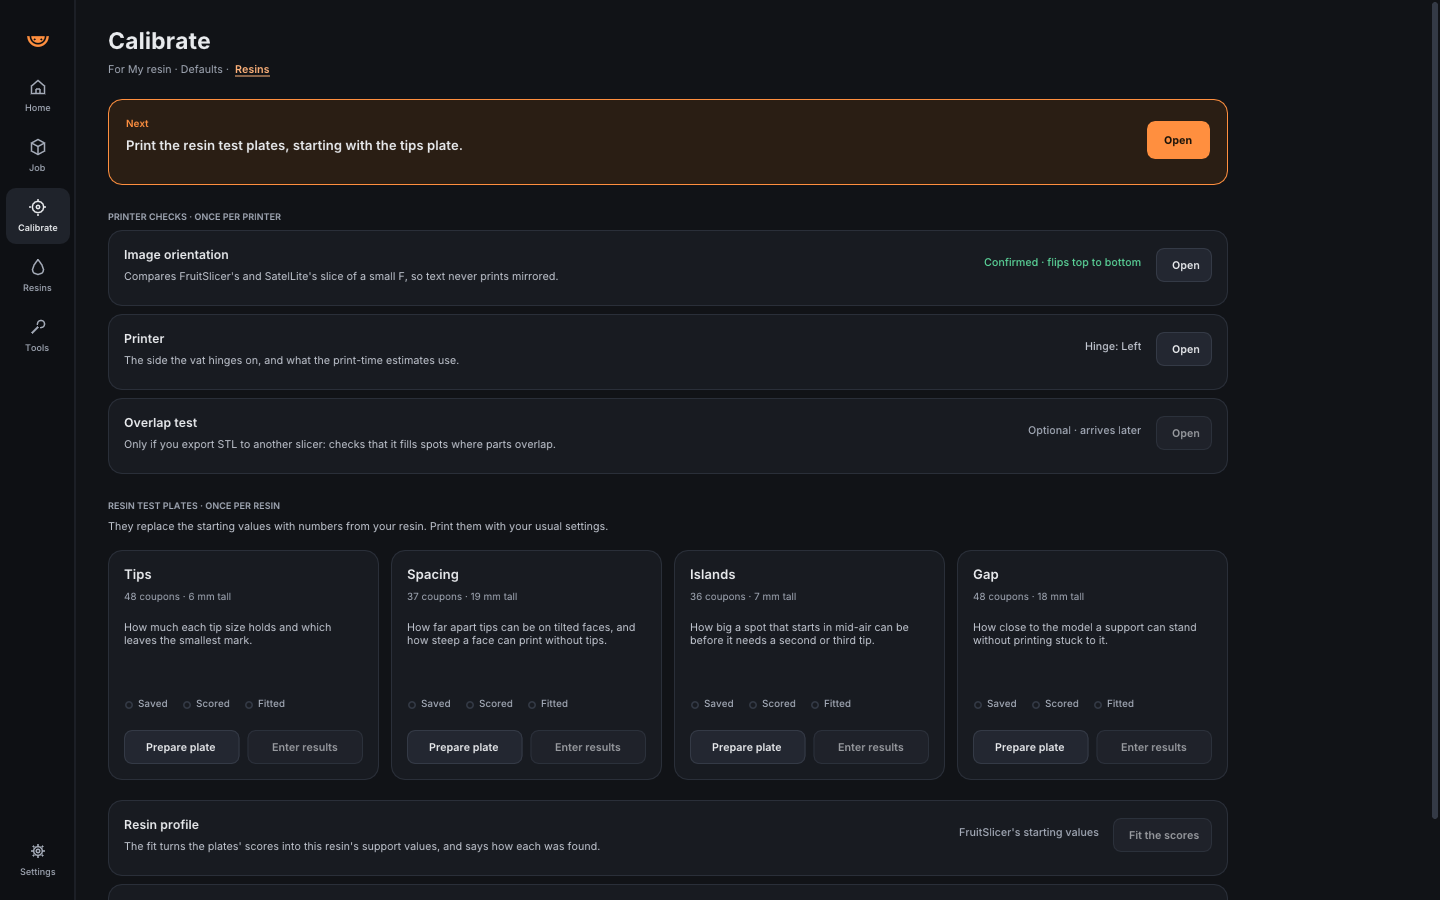 Calibrate
For My resin · Defaults · Resins
Home
Job
Calibrate
Resins
Tools
Settings
Next
Print the resin test plates, starting with the tips plate.
Open
PRINTER CHECKS · ONCE PER PRINTER
Image orientation
Compares FruitSlicer's and SatelLite's slice of a small F, so text never prints mirrored.
Confirmed · flips top to bottom
Open
Printer
The side the vat hinges on, and what the print-time estimates use.
Hinge: Left
Open
Overlap test
Only if you export STL to another slicer: checks that it fills spots where parts overlap.
Optional · arrives later
Open
RESIN TEST PLATES · ONCE PER RESIN
They replace the starting values with numbers from your resin. Print them with your usual settings.
Tips
48 coupons · 6 mm tall
How much each tip size holds and which
leaves the smallest mark.
Saved Scored Fitted
Prepare plate Enter results
Spacing
37 coupons · 19 mm tall
How far apart tips can be on tilted faces, and
how steep a face can print without tips.
Saved Scored Fitted
Prepare plate Enter results
Islands
36 coupons · 7 mm tall
How big a spot that starts in mid-air can be
before it needs a second or third tip.
Saved Scored Fitted
Prepare plate Enter results
Gap
48 coupons · 18 mm tall
How close to the model a support can stand
without printing stuck to it.
Saved Scored Fitted
Prepare plate Enter results
Resin profile
The fit turns the plates' scores into this resin's support values, and says how each was found.
FruitSlicer's starting values
Fit the scores